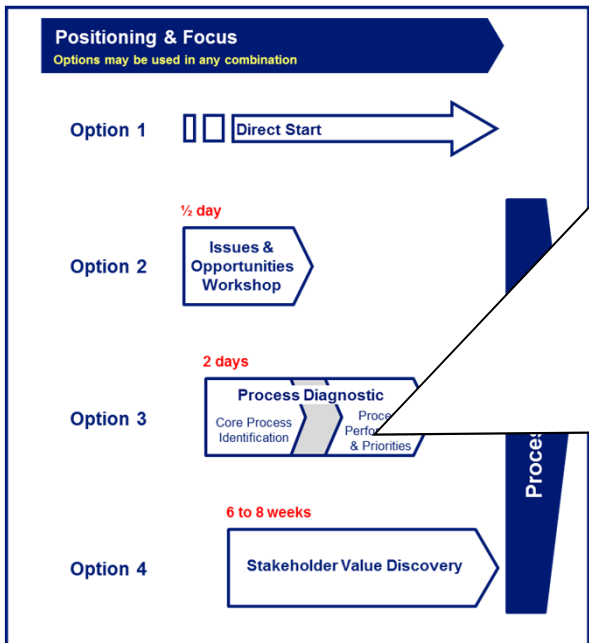 Positioning & Focus
Options may be used in any combination
Option 1
Direct Start
½ day
Option 2
Issues &
Opportunities
Workshop
2 days
Option 3
Process Diagnostic
Core Process
Identification
& Priorities
6 to 8 weeks
Option 4
Stakeholder Value Discovery